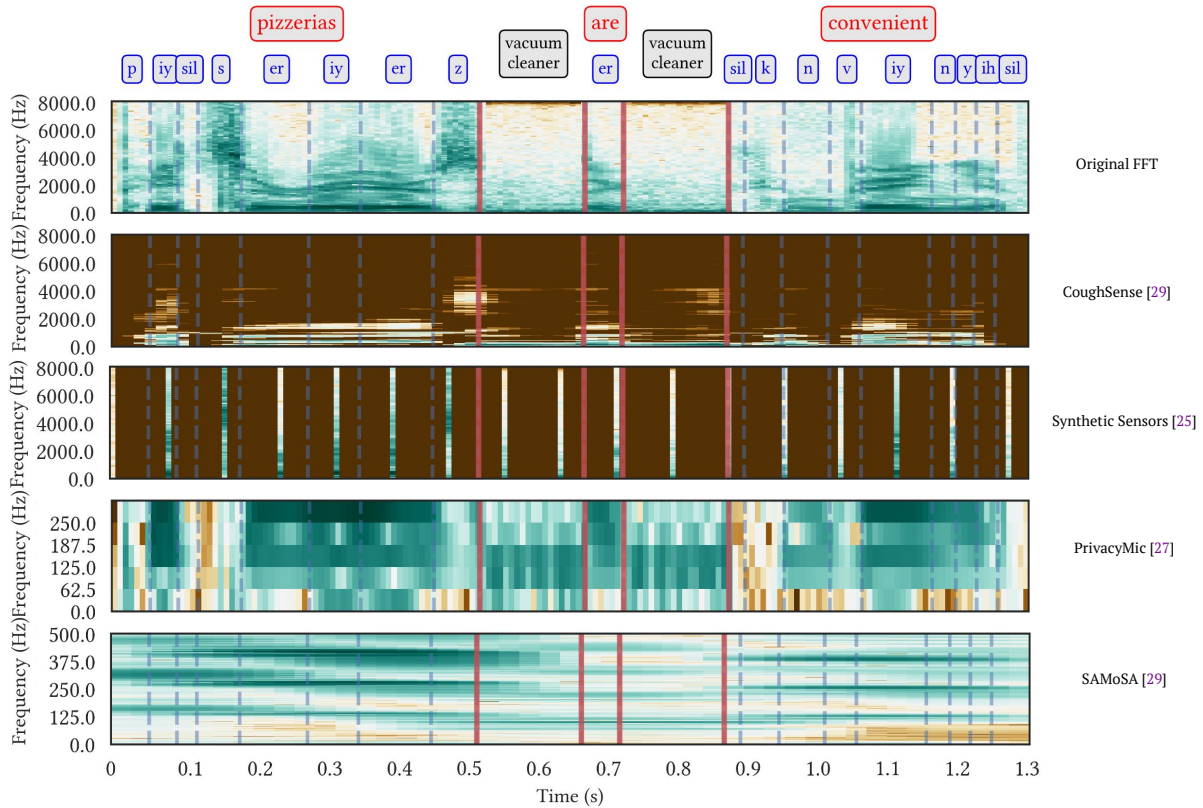 pizzerias are convenient
vacuum cleaner vacuum cleaner
p iy sil s er iy er z er sil k n v iy n y ih sil
Frequency (Hz)
8000.0
6000.0
4000.0
2000.0
0.0
Original FFT
Frequency (Hz)
8000.0
6000.0
4000.0
2000.0
0.0
CoughSense [29]
Frequency (Hz)
8000.0
6000.0
4000.0
2000.0
0.0
Synthetic Sensors [25]
Frequency (Hz)
250.0
187.5
125.0
62.5
0.0
PrivacyMic [27]
Frequency (Hz)
500.0
375.0
250.0
125.0
0.0
SAMoSA [29]
0 0.1 0.2 0.3 0.4 0.5 0.6 0.7 0.8 0.9 1.0 1.1 1.2 1.3
Time (s)